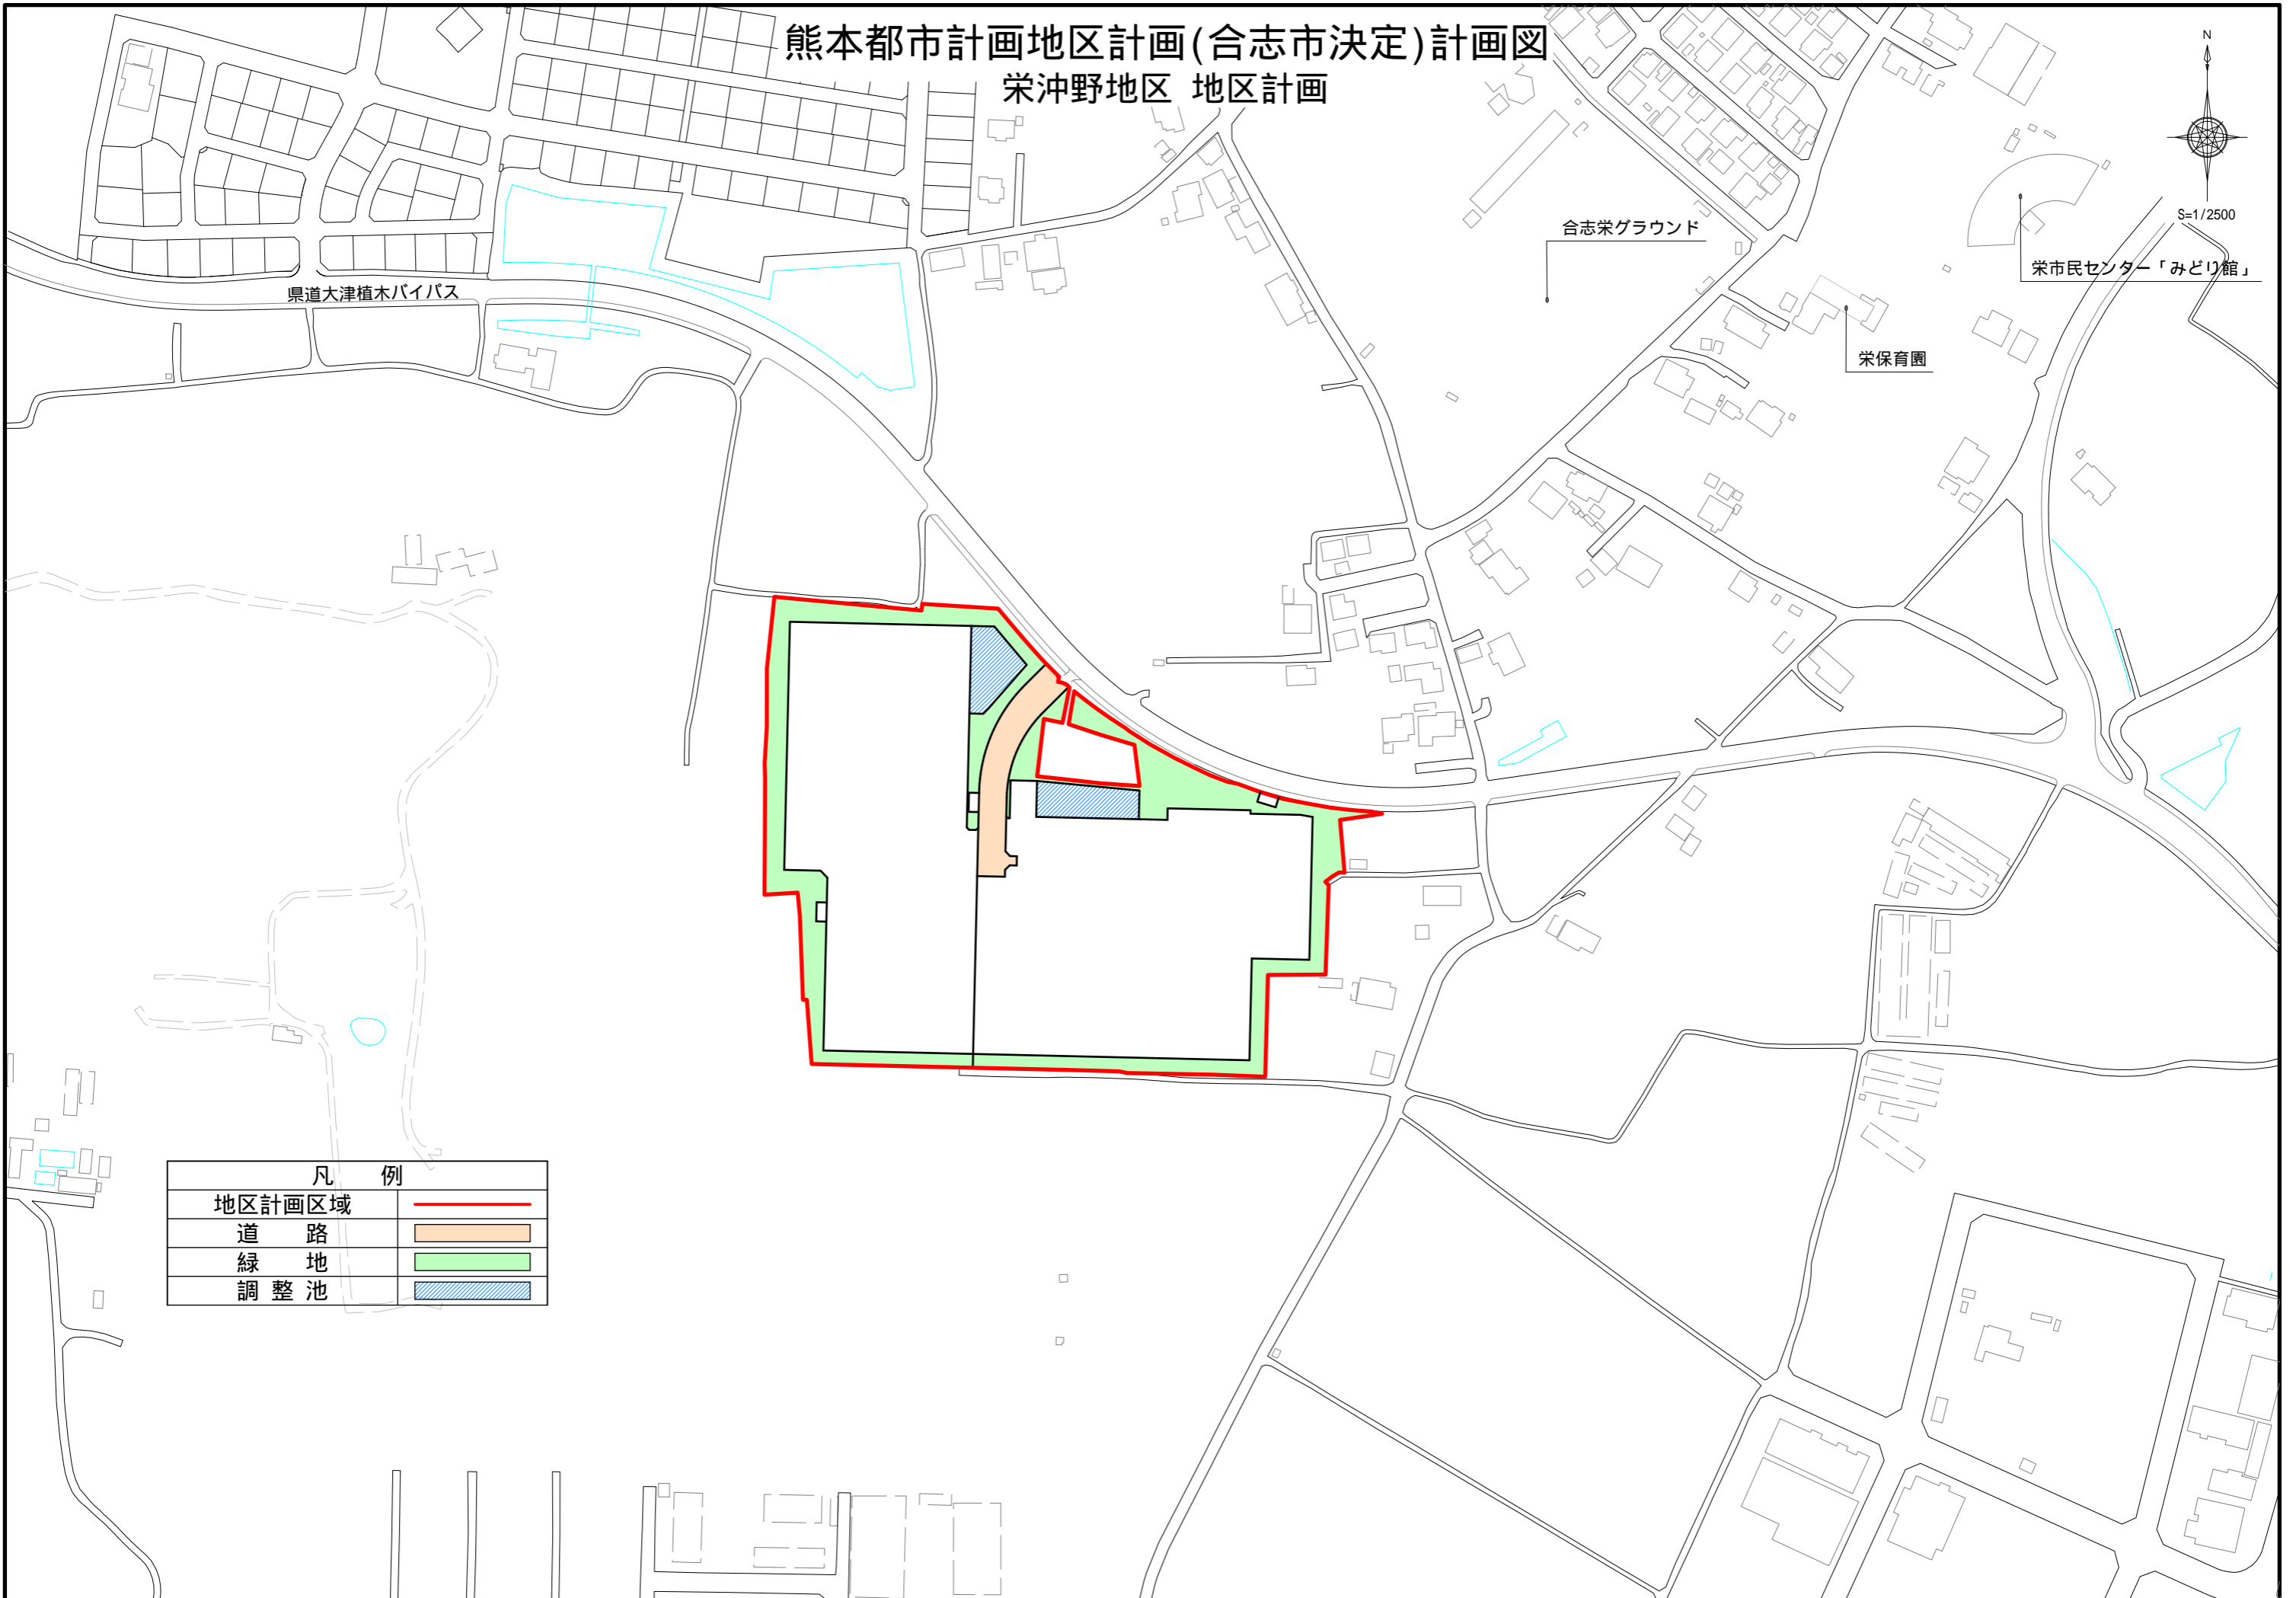 熊本都市計画地区計画(合志市決定)計画図
栄沖野地区 地区計画
N
S=1/2500
合志栄グラウンド
栄市民センター「みどり館」
県道大津植木バイパス
栄保育園
凡 例
地区計画区域
道 路
緑 地
調 整 池